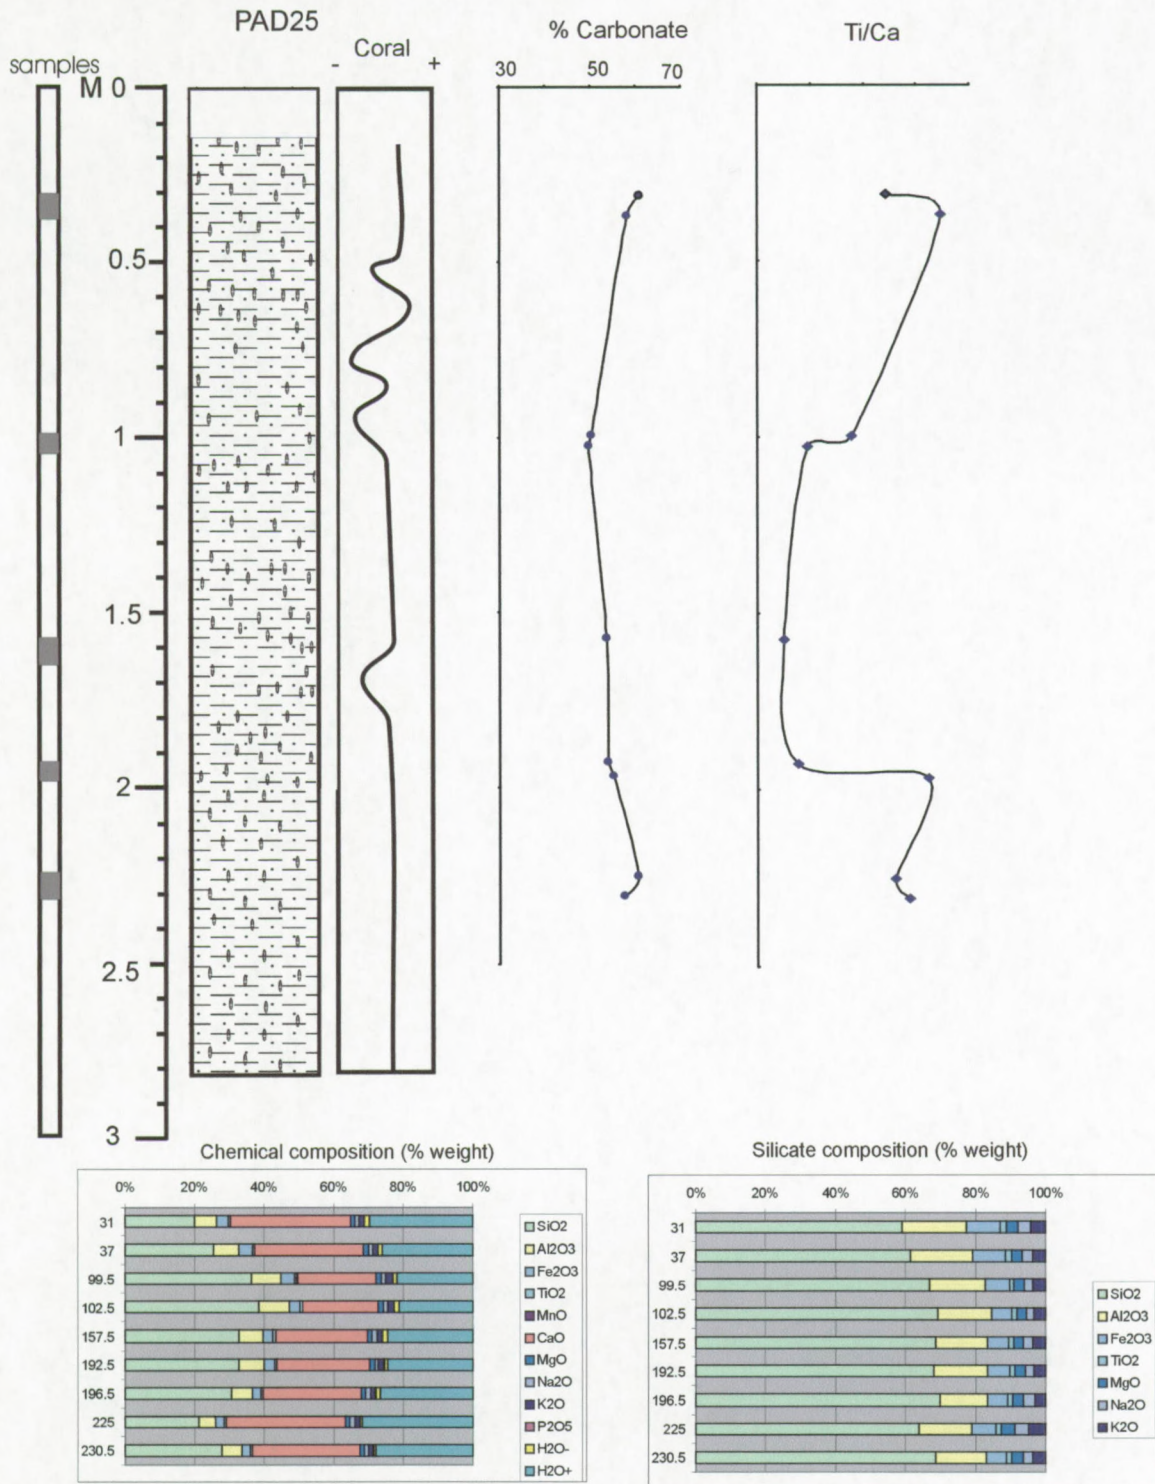 PAD25
% Carbonate
Ti/Ca
Coral
samples
- +
30 50 70
M 0
0.5
1
1.5
2
2.5
3
Chemical composition (% weight)
0% 20% 40% 60% 80% 100%
31
37
99.5
102.5
157.5
192.5
196.5
225
230.5
SiO2
Al2O3
Fe2O3
TiO2
MnO
CaO
MgO
Na2O
K2O
P2O5
H2O-
H2O+
Silicate composition (% weight)
0% 20% 40% 60% 80% 100%
31
37
99.5
102.5
157.5
192.5
196.5
225
230.5
SiO2
Al2O3
Fe2O3
TiO2
MgO
Na2O
K2O